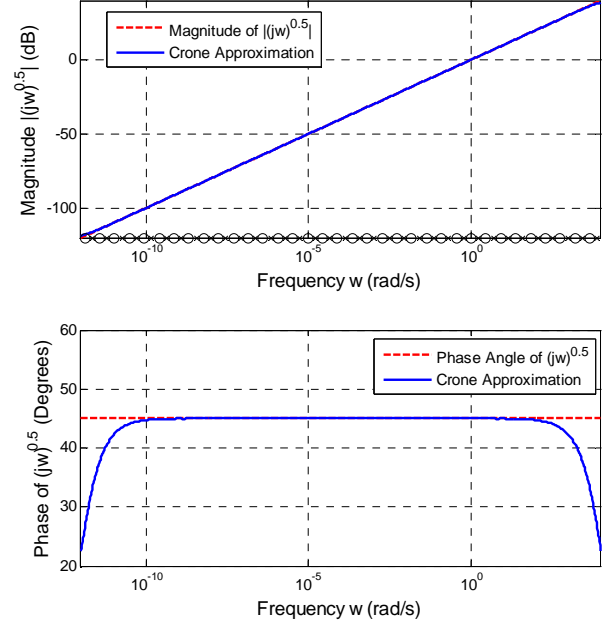 Magnitude |(jw)^0.5| (dB)
0
-50
-100
Magnitude of |(jw)^0.5|
Crone Approximation
10^-10
10^-5
10^0
Frequency w (rad/s)
Phase of (jw)^0.5 (Degrees)
60
50
40
30
20
Phase Angle of (jw)^0.5
Crone Approximation
10^-10
10^-5
10^0
Frequency w (rad/s)